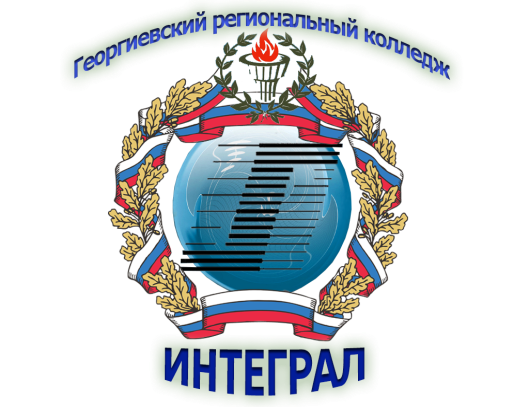 Георгиевский региональный колледж
ИНТЕГРАЛ